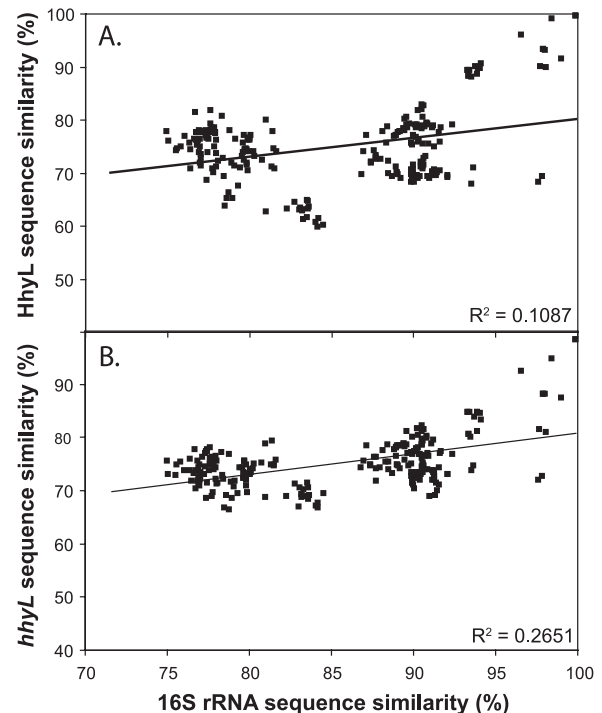 A.
HhyL sequence similarity (%)
100
90
80
70
60
50
R² = 0.1087
B.
hhyL sequence similarity (%)
90
80
70
60
50
40
R² = 0.2651
70 75 80 85 90 95 100
16S rRNA sequence similarity (%)